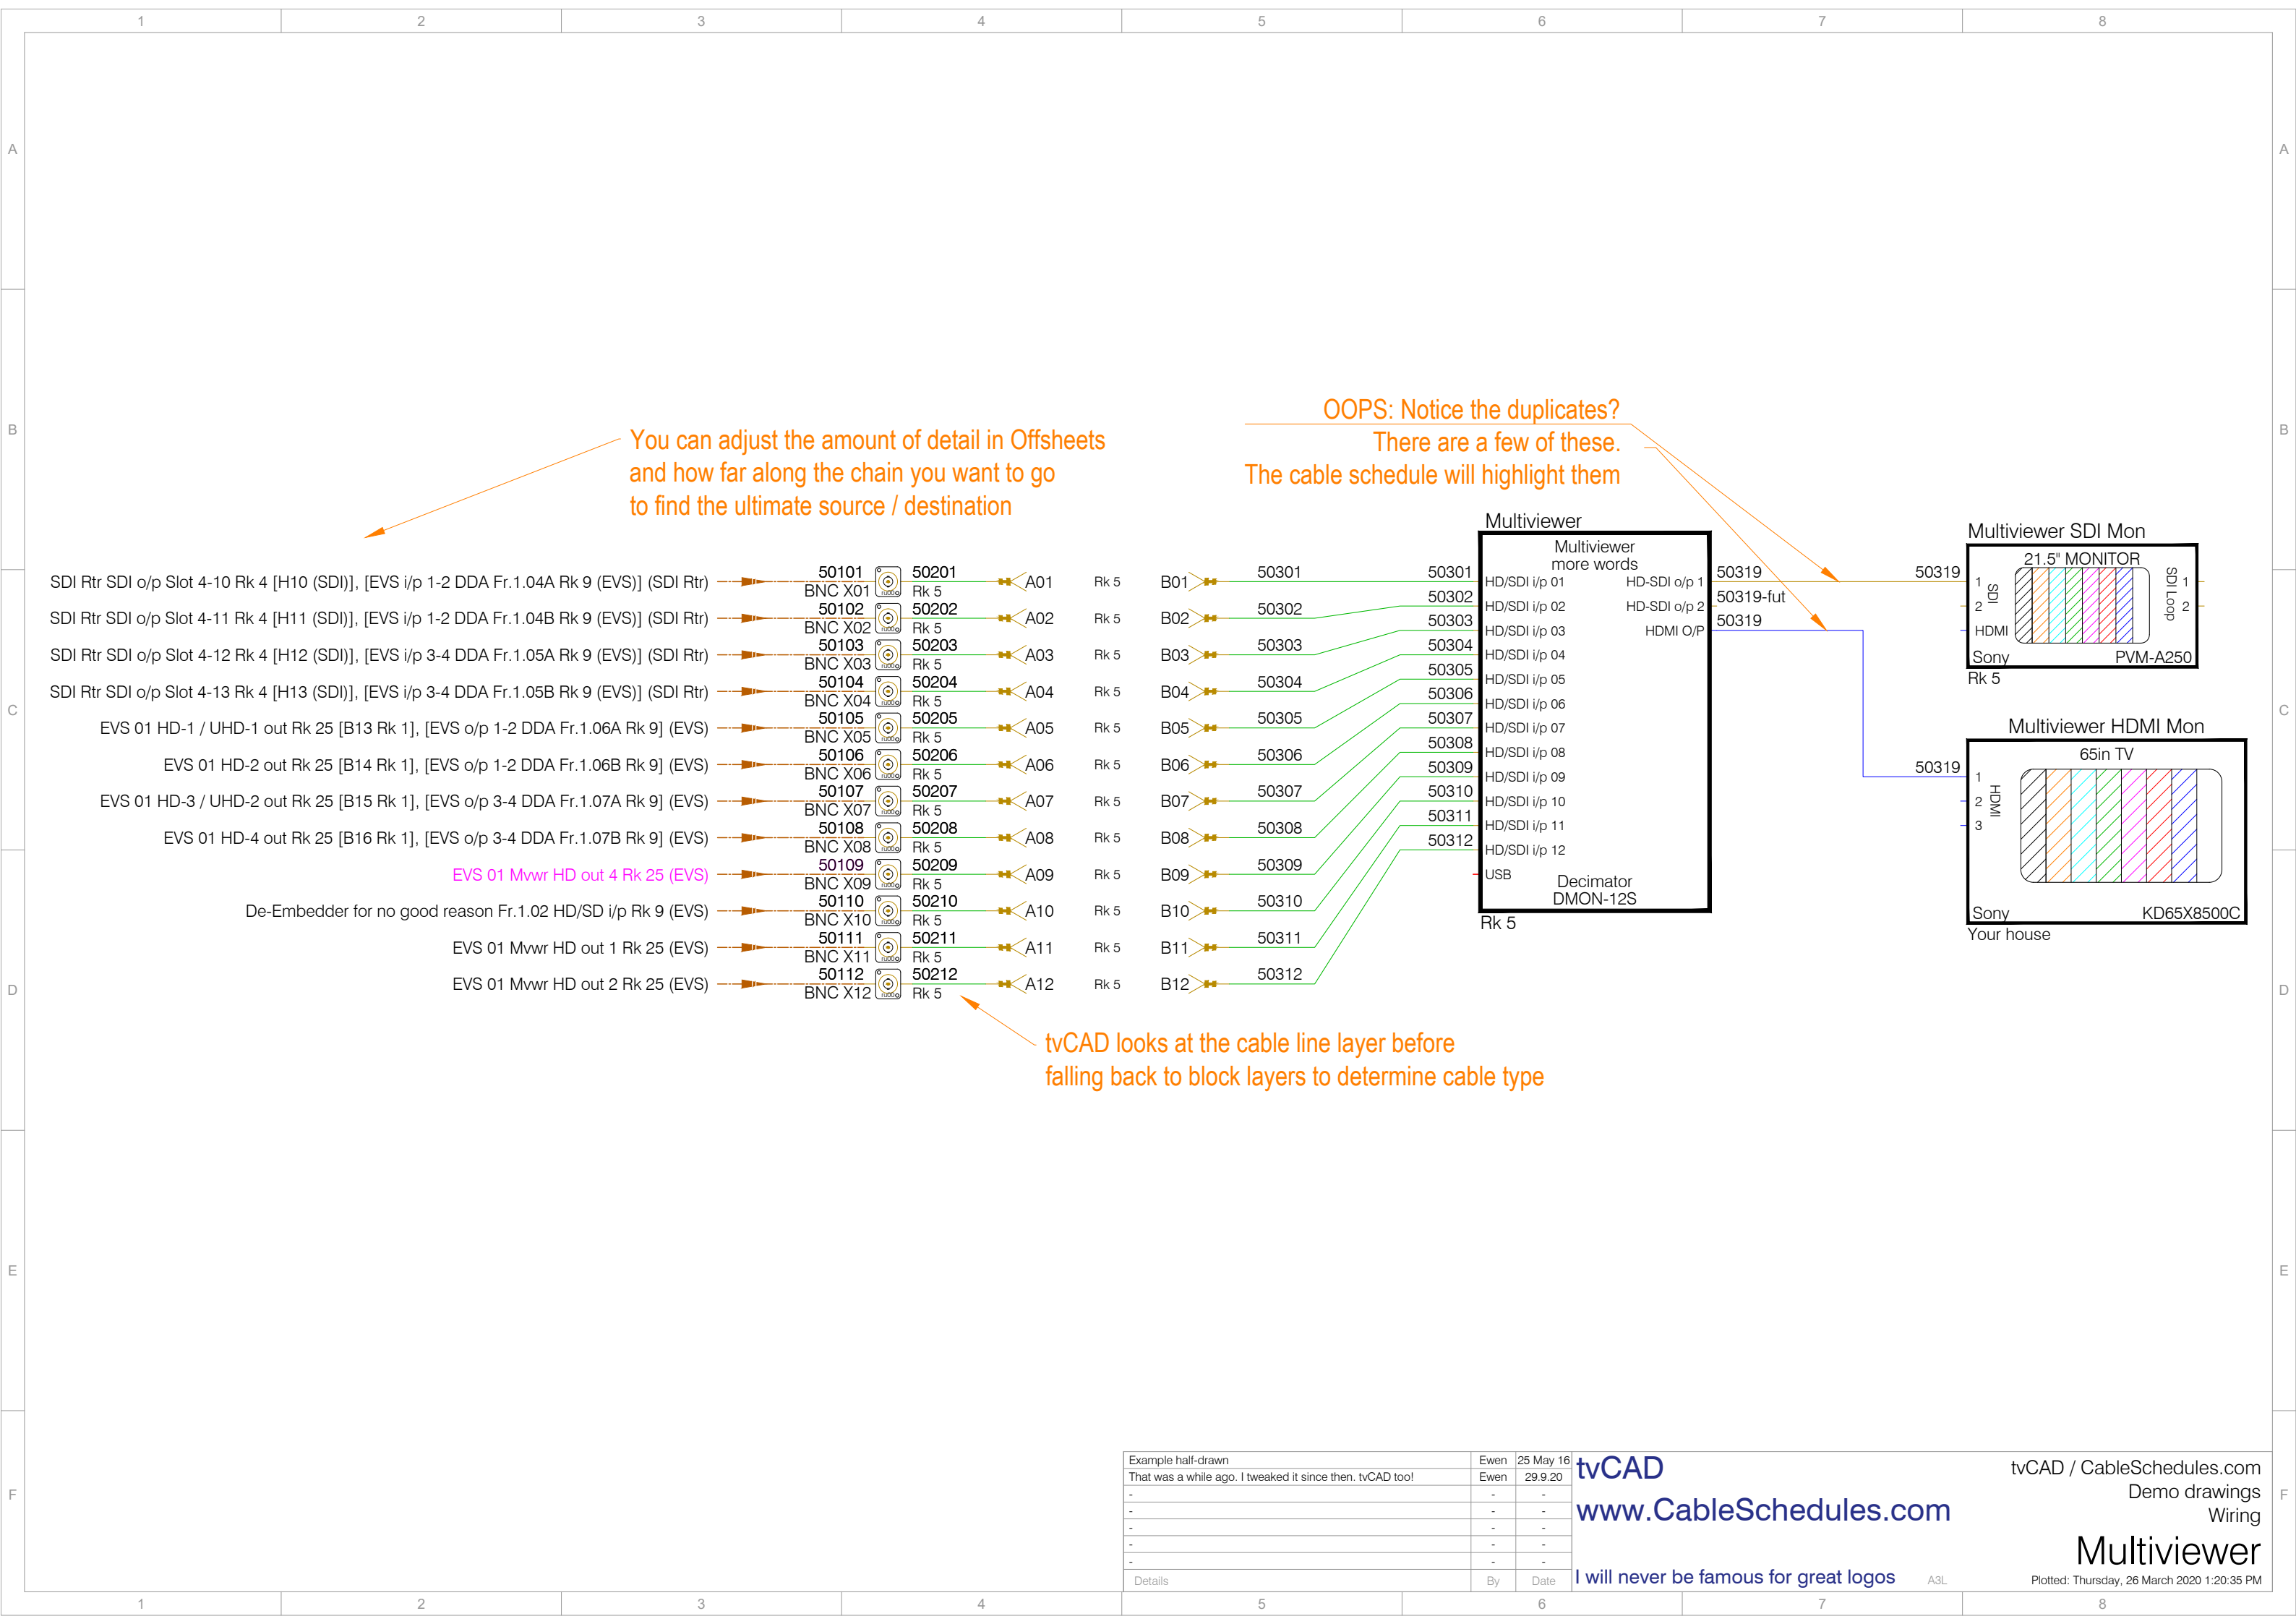 1 2 3 4 5 6 7 8
A A
B B
C C
D D
E E
F F
You can adjust the amount of detail in Offsheets
and how far along the chain you want to go
to find the ultimate source / destination
OOPS: Notice the duplicates?
There are a few of these.
The cable schedule will highlight them
SDI Rtr SDI o/p Slot 4-10 Rk 4 [H10 (SDI)], [EVS i/p 1-2 DDA Fr.1.04A Rk 9 (EVS)] (SDI Rtr) 50101 BNC X01 50201 Rk 5 A01 Rk 5 B01 50301
SDI Rtr SDI o/p Slot 4-11 Rk 4 [H11 (SDI)], [EVS i/p 1-2 DDA Fr.1.04B Rk 9 (EVS)] (SDI Rtr) 50102 BNC X02 50202 Rk 5 A02 Rk 5 B02 50302
SDI Rtr SDI o/p Slot 4-12 Rk 4 [H12 (SDI)], [EVS i/p 3-4 DDA Fr.1.05A Rk 9 (EVS)] (SDI Rtr) 50103 BNC X03 50203 Rk 5 A03 Rk 5 B03 50303
SDI Rtr SDI o/p Slot 4-13 Rk 4 [H13 (SDI)], [EVS i/p 3-4 DDA Fr.1.05B Rk 9 (EVS)] (SDI Rtr) 50104 BNC X04 50204 Rk 5 A04 Rk 5 B04 50304
EVS 01 HD-1 / UHD-1 out Rk 25 [B13 Rk 1], [EVS o/p 1-2 DDA Fr.1.06A Rk 9] (EVS) 50105 BNC X05 50205 Rk 5 A05 Rk 5 B05 50305
EVS 01 HD-2 out Rk 25 [B14 Rk 1], [EVS o/p 1-2 DDA Fr.1.06B Rk 9] (EVS) 50106 BNC X06 50206 Rk 5 A06 Rk 5 B06 50306
EVS 01 HD-3 / UHD-2 out Rk 25 [B15 Rk 1], [EVS o/p 3-4 DDA Fr.1.07A Rk 9] (EVS) 50107 BNC X07 50207 Rk 5 A07 Rk 5 B07 50307
EVS 01 HD-4 out Rk 25 [B16 Rk 1], [EVS o/p 3-4 DDA Fr.1.07B Rk 9] (EVS) 50108 BNC X08 50208 Rk 5 A08 Rk 5 B08 50308
EVS 01 Mvwr HD out 4 Rk 25 (EVS) 50109 BNC X09 50209 Rk 5 A09 Rk 5 B09 50309
De-Embedder for no good reason Fr.1.02 HD/SD i/p Rk 9 (EVS) 50110 BNC X10 50210 Rk 5 A10 Rk 5 B10 50310
EVS 01 Mvwr HD out 1 Rk 25 (EVS) 50111 BNC X11 50211 Rk 5 A11 Rk 5 B11 50311
EVS 01 Mvwr HD out 2 Rk 25 (EVS) 50112 BNC X12 50212 Rk 5 A12 Rk 5 B12 50312
tvCAD looks at the cable line layer before
falling back to block layers to determine cable type
Multiviewer
Multiviewer
more words
50301 HD/SDI i/p 01 HD-SDI o/p 1 50319
50302 HD/SDI i/p 02 HD-SDI o/p 2 50319-fut
50303 HD/SDI i/p 03 HDMI O/P 50319
50304 HD/SDI i/p 04
50305 HD/SDI i/p 05
50306 HD/SDI i/p 06
50307 HD/SDI i/p 07
50308 HD/SDI i/p 08
50309 HD/SDI i/p 09
50310 HD/SDI i/p 10
50311 HD/SDI i/p 11
50312 HD/SDI i/p 12
USB
Decimator
DMON-12S
Rk 5
Multiviewer SDI Mon
21.5" MONITOR
50319 1 SDI SDI Loop 1
2 2
HDMI
Sony PVM-A250
Rk 5
Multiviewer HDMI Mon
65in TV
50319 1 HDMI
2
3
Sony KD65X8500C
Your house
Example half-drawn Ewen 25 May 16
That was a while ago. I tweaked it since then. tvCAD too! Ewen 29.9.20
- - -
- - -
- - -
- - -
- - -
Details By Date
tvCAD
www.CableSchedules.com
I will never be famous for great logos A3L
tvCAD / CableSchedules.com
Demo drawings
Wiring
Multiviewer
Plotted: Thursday, 26 March 2020 1:20:35 PM
1 2 3 4 5 6 7 8